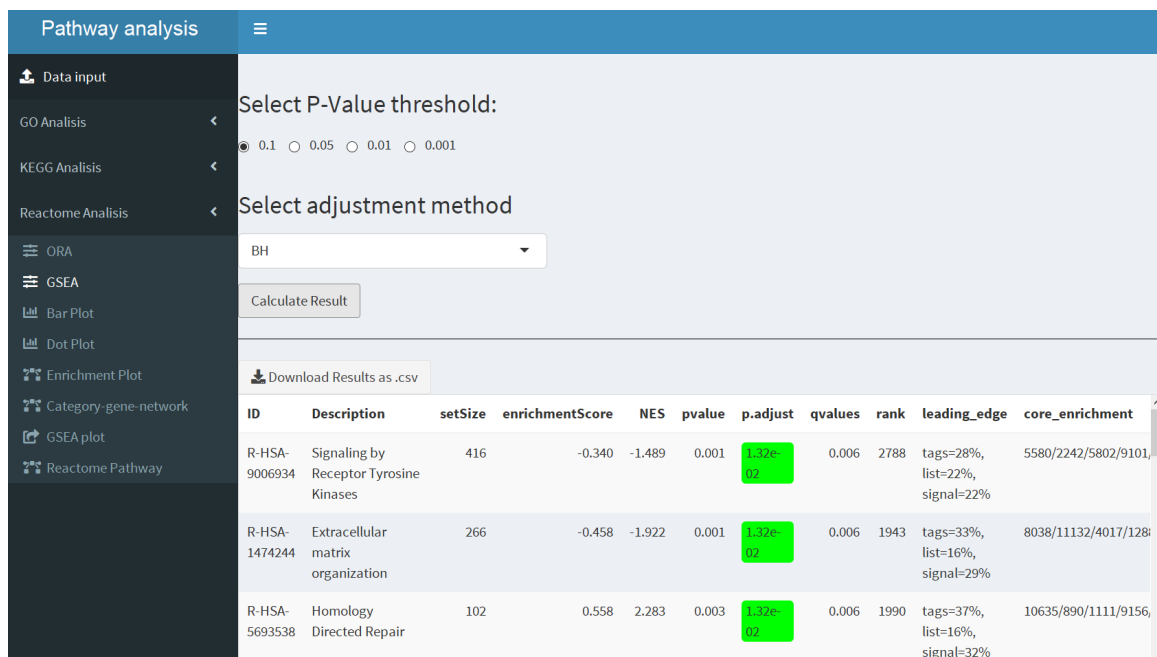 Pathway analysis
Data input
GO Analisis
KEGG Analisis
Reactome Analisis
ORA
GSEA
Bar Plot
Dot Plot
Enrichment Plot
Category-gene-network
GSEA plot
Reactome Pathway
Select P-Value threshold:
0.1 0.05 0.01 0.001
Select adjustment method
BH
Calculate Result
Download Results as .csv
ID Description setSize enrichmentScore NES pvalue p.adjust qvalues rank leading_edge core_enrichment
R-HSA- Signaling by 416 -0.340 -1.489 0.001 1.32e- 0.006 2788 tags=28%, 5580/2242/5802/9101/
9006934 Receptor Tyrosine 02 list=22%,
Kinases signal=22%
R-HSA- Extracellular 266 -0.458 -1.922 0.001 1.32e- 0.006 1943 tags=33%, 8038/11132/4017/128
1474244 matrix 02 list=16%,
organization signal=29%
R-HSA- Homology 102 0.558 2.283 0.003 1.32e- 0.006 1990 tags=37%, 10635/890/1111/9156/
5693538 Directed Repair 02 list=16%,
signal=32%